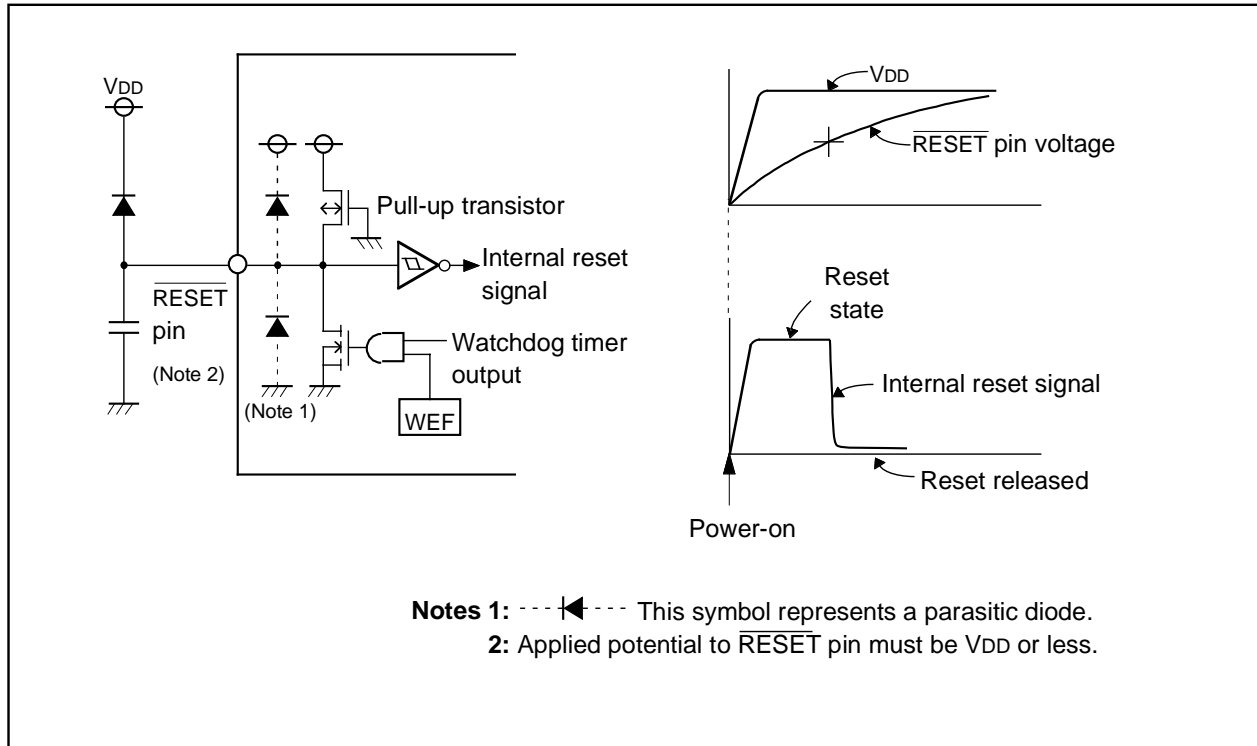 VDD
Pull-up transistor
Internal reset
signal
RESET
pin
(Note 2)
(Note 1)
Watchdog timer
output
WEF
VDD
RESET pin voltage
Reset
state
Internal reset signal
Reset released
Power-on
Notes 1: This symbol represents a parasitic diode.
2: Applied potential to RESET pin must be VDD or less.